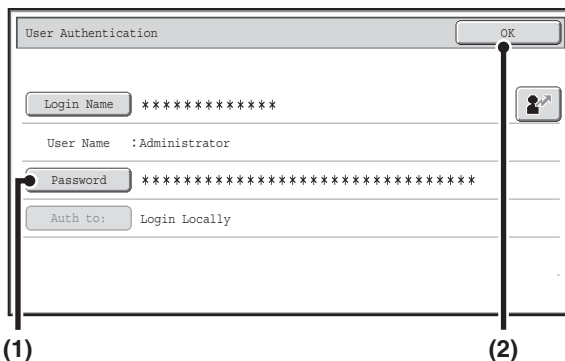 User Authentication OK
Login Name *************
User Name :Administrator
Password ********************************
Auth to: Login Locally
(1) (2)